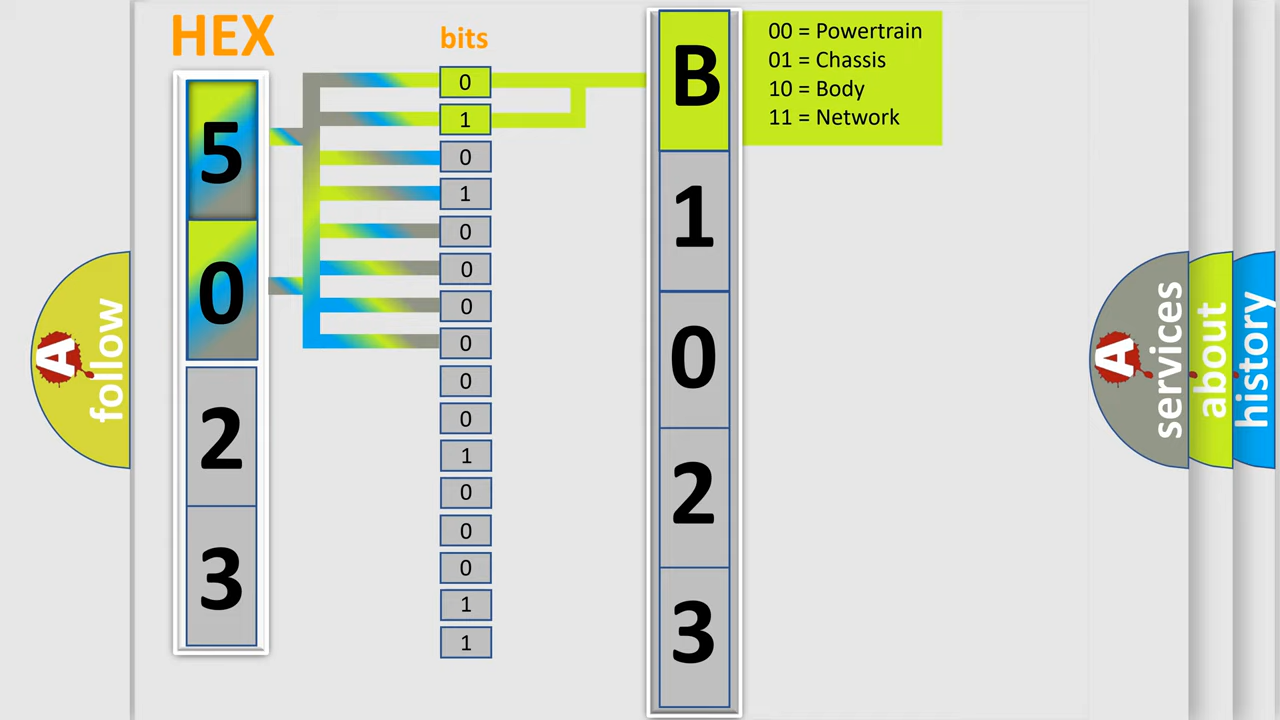 HEX
bits
5
0
2
3
0
1
0
1
0
0
0
0
0
0
1
0
0
0
1
1
B
1
0
2
3
00 = Powertrain
01 = Chassis
10 = Body
11 = Network
A
follow
A
services
about
history